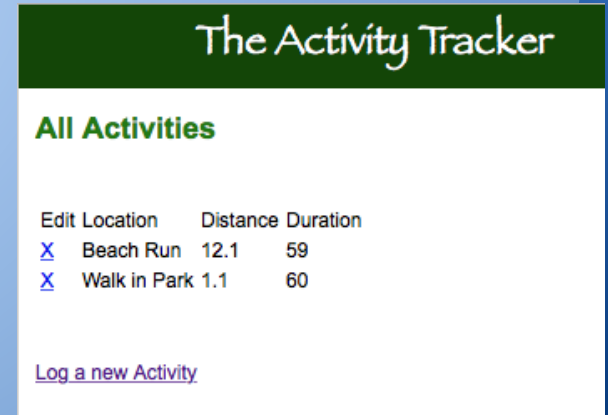 The Activity Tracker
All Activities
Edit Location Distance Duration
X Beach Run 12.1 59
X Walk in Park 1.1 60
Log a new Activity